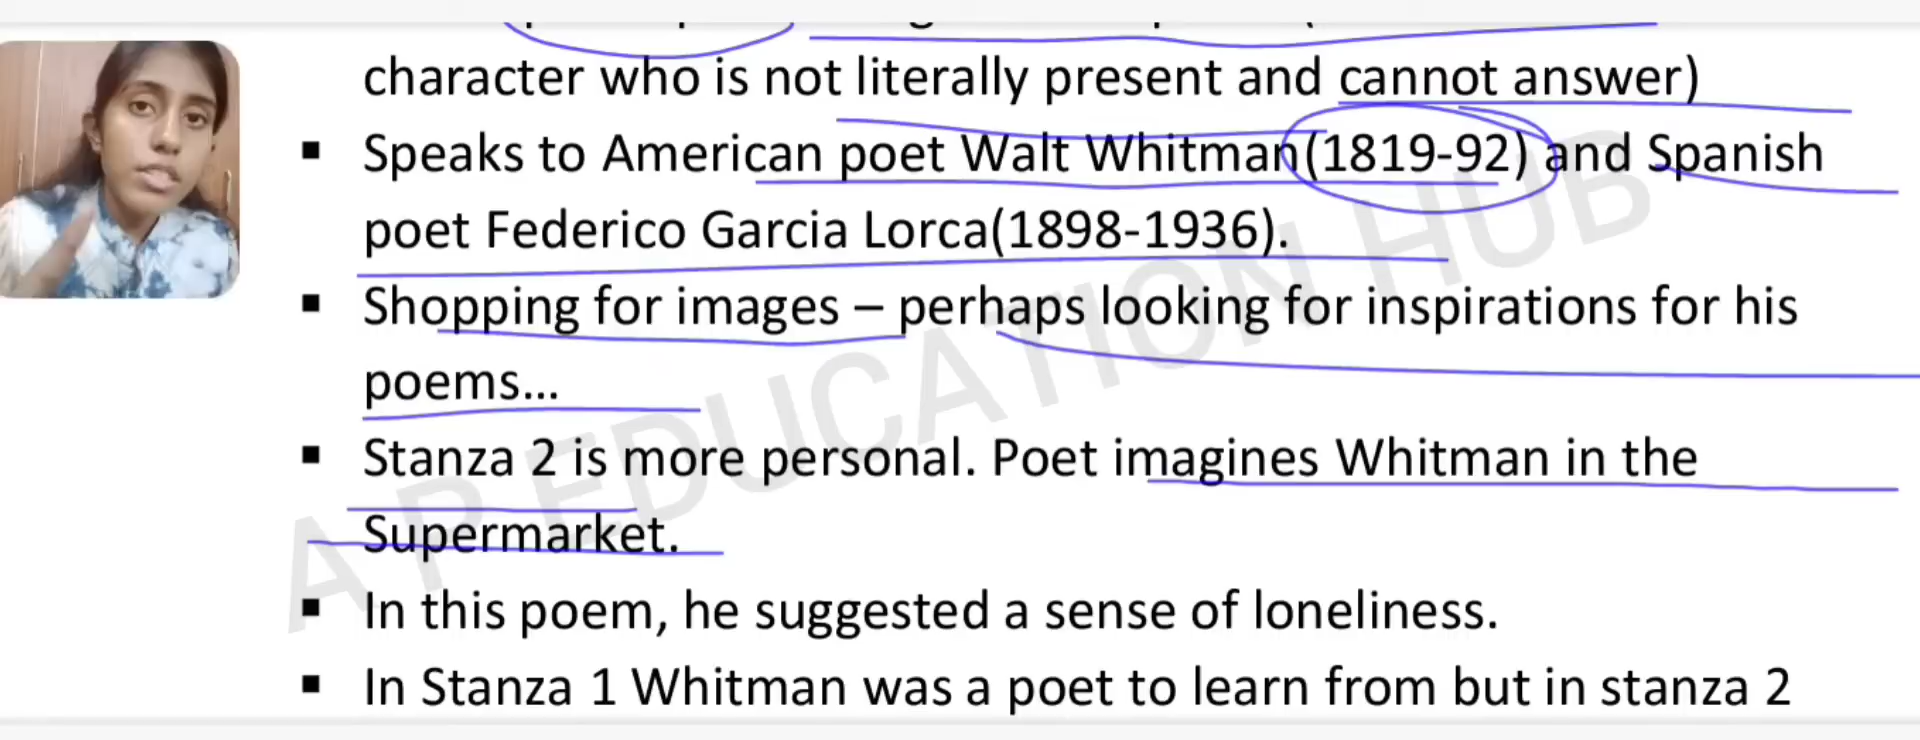 character who is not literally present and cannot answer)
▪ Speaks to American poet Walt Whitman(1819-92) and Spanish
poet Federico Garcia Lorca(1898-1936).
▪ Shopping for images – perhaps looking for inspirations for his
poems...
▪ Stanza 2 is more personal. Poet imagines Whitman in the
Supermarket.
▪ In this poem, he suggested a sense of loneliness.
▪ In Stanza 1 Whitman was a poet to learn from but in stanza 2
A P EDUCATION HUB